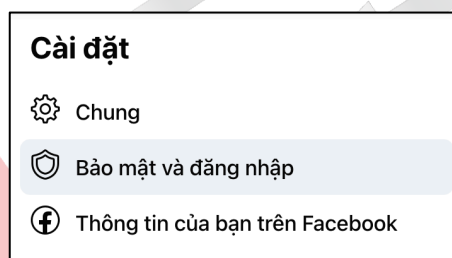 Cài đặt
Chung
Bảo mật và đăng nhập
Thông tin của bạn trên Facebook